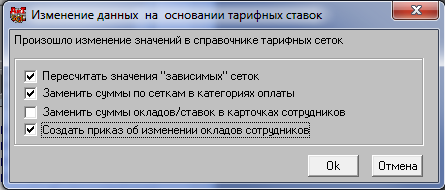 Изменение данных на основании тарифных ставок
Произошло изменение значений в справочнике тарифных сеток
Пересчитать значения "зависимых" сеток
Заменить суммы по сеткам в категориях оплаты
Заменить суммы окладов/ставок в карточках сотрудников
Создать приказ об изменении окладов сотрудников
Ok
Отмена